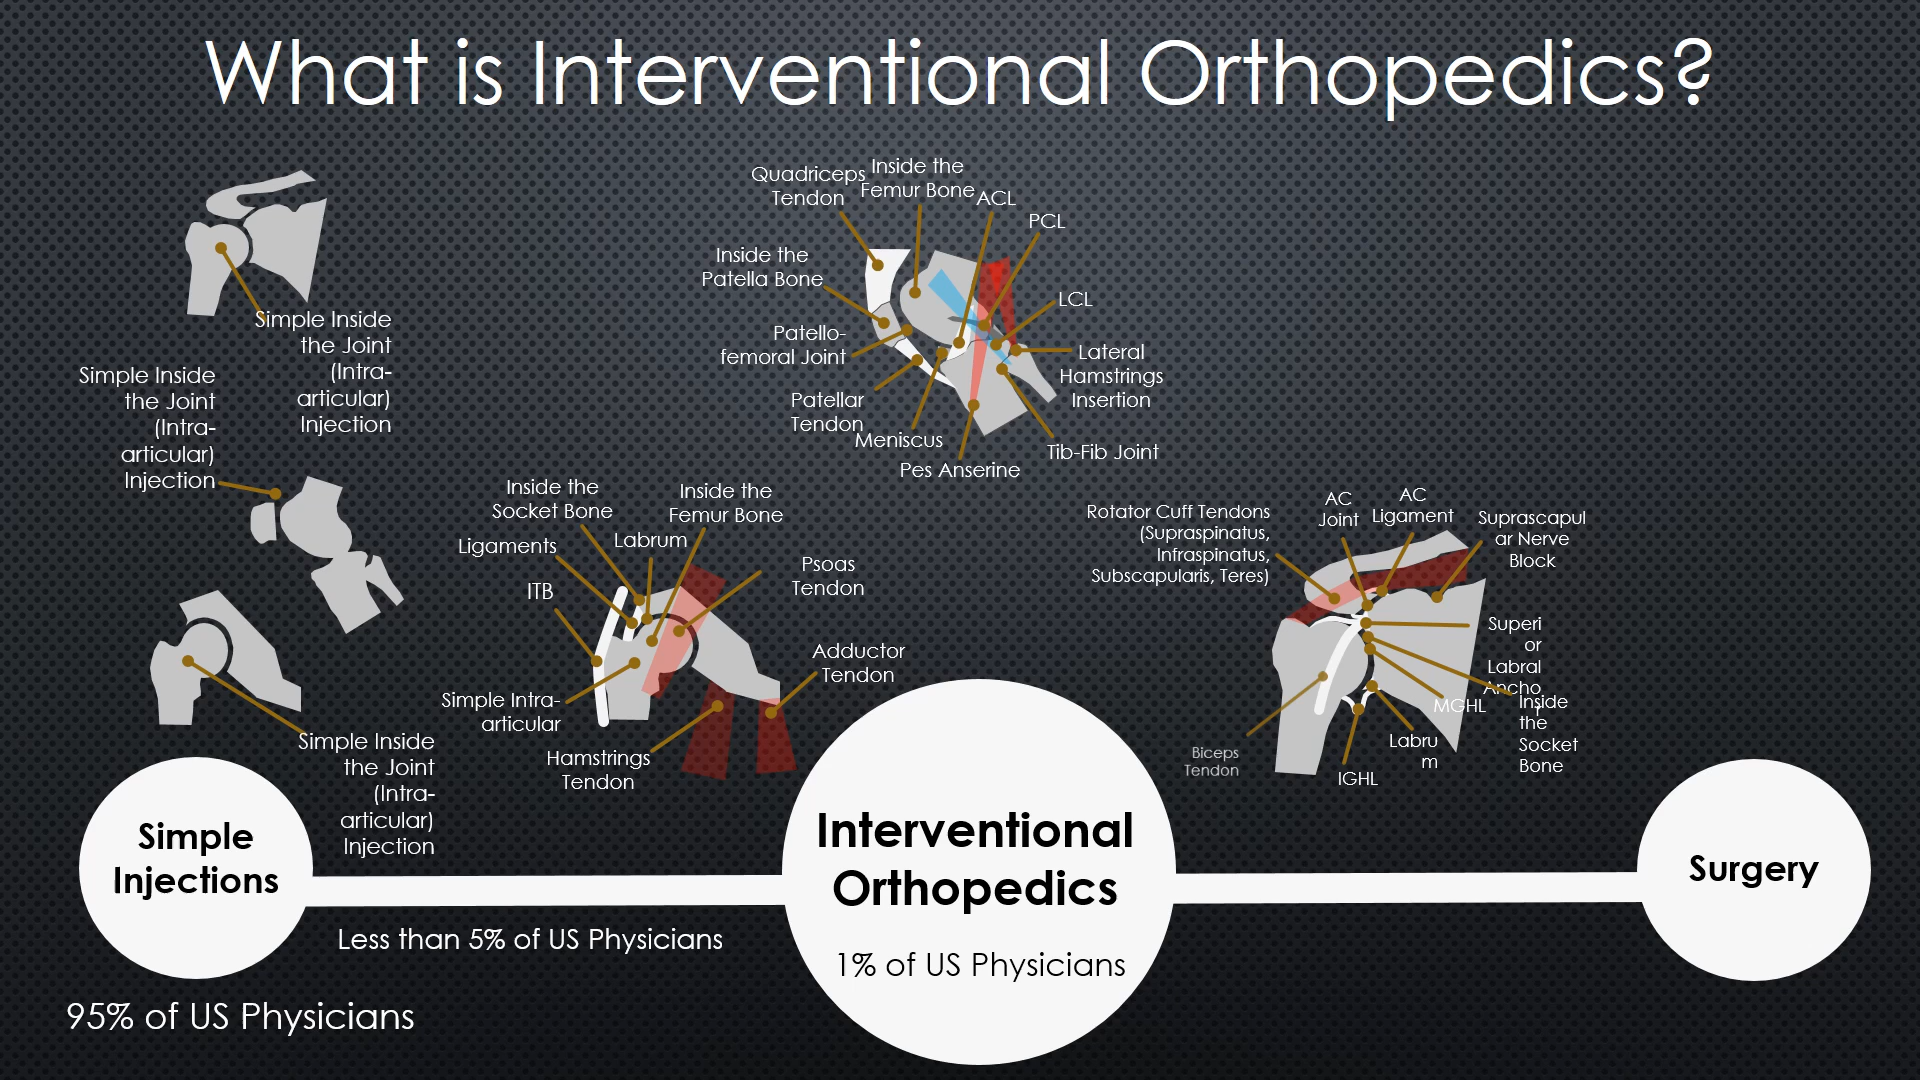 What is Interventional Orthopedics?
Simple Inside
the Joint
(Intra-
articular)
Injection
Simple Inside
the Joint
(Intra-
articular)
Injection
Simple Inside
the Joint
(Intra-
articular)
Injection
Quadriceps
Tendon
Inside the
Femur Bone
ACL
PCL
Inside the
Patella Bone
LCL
Patello-
femoral Joint
Lateral
Hamstrings
Insertion
Patellar
Tendon
Meniscus
Pes Anserine
Tib-Fib Joint
Inside the
Socket Bone
Inside the
Femur Bone
Ligaments
Labrum
ITB
Psoas
Tendon
Adductor
Tendon
Simple Intra-
articular
Hamstrings
Tendon
Rotator Cuff Tendons
(Supraspinatus,
Infraspinatus,
Subscapularis, Teres)
AC
Joint
AC
Ligament
Suprascapul
ar Nerve
Block
Superi
or
Labral
Ancho
r
MGHL
Inside
the
Socket
Bone
Labru
m
IGHL
Biceps
Tendon
Simple
Injections
Interventional
Orthopedics
1% of US Physicians
Surgery
Less than 5% of US Physicians
95% of US Physicians